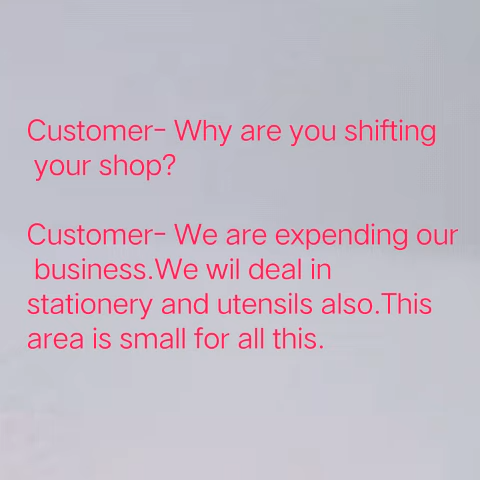 Customer- Why are you shifting
your shop?
Customer- We are expending our
business.We wil deal in
stationery and utensils also.This
area is small for all this.